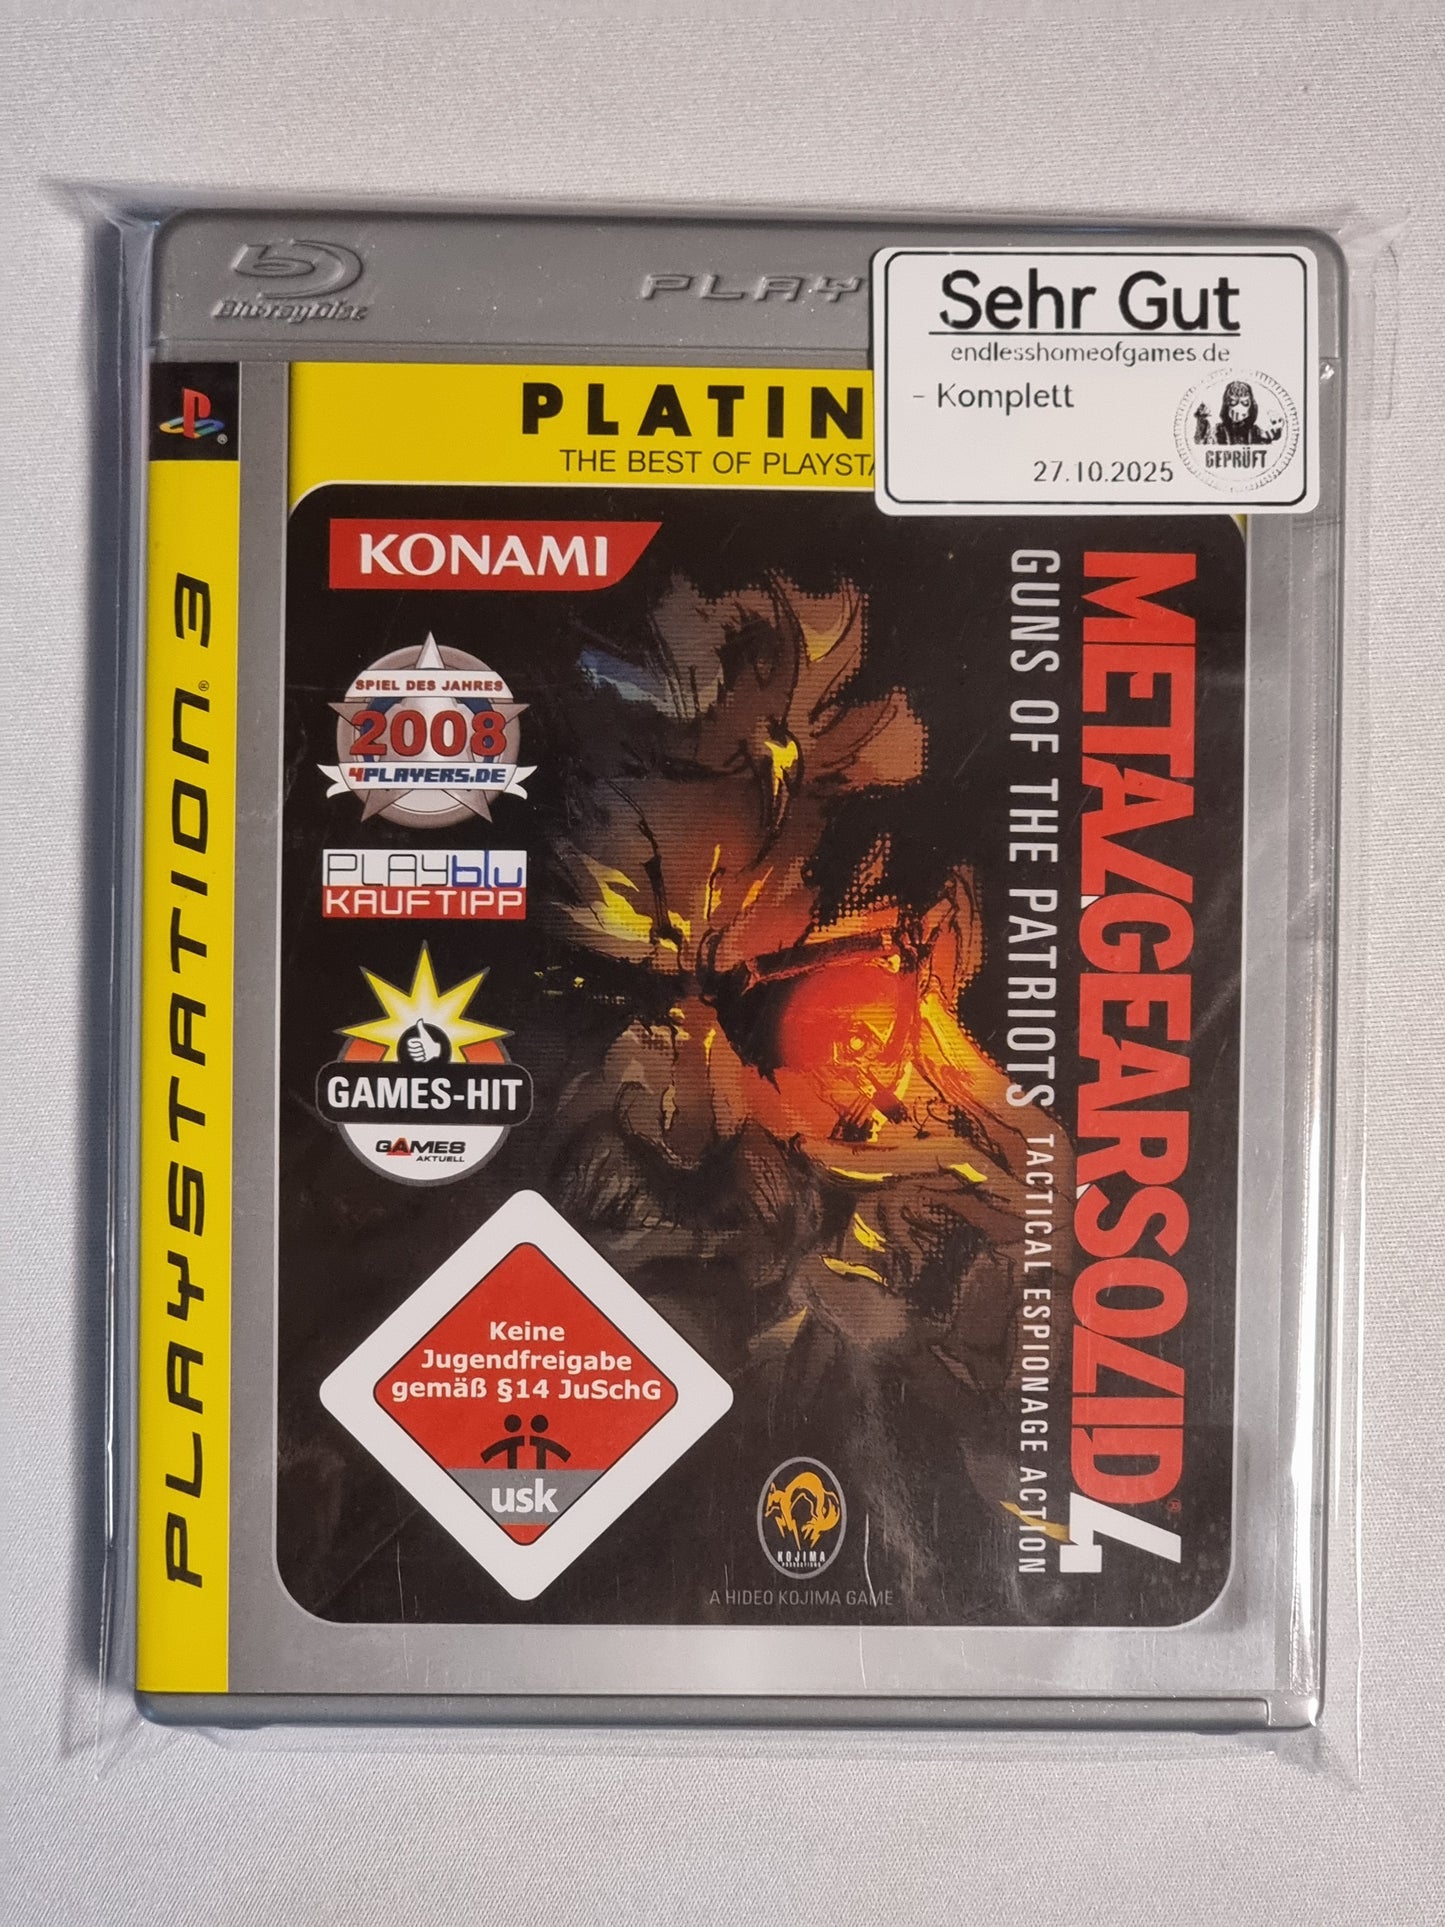 Blu-ray Disc
PLAY
Sehr Gut
endlesshomeofgames.de
- Komplett
27.10.2025
GEPRÜFT
PLATIN
THE BEST OF PLAYSTA
PLAYSTATION®3
KONAMI
SPIEL DES JAHRES
2008
4PLAYERS.DE
PLAYblu
KAUFTIPP
GAMES-HIT
GAMES
AKTUELL
METAL GEAR SOLID 4
GUNS OF THE PATRIOTS TACTICAL ESPIONAGE ACTION
Keine
Jugendfreigabe
gemäß §14 JuSchG
usk
KOJIMA
PRODUCTIONS
A HIDEO KOJIMA GAME